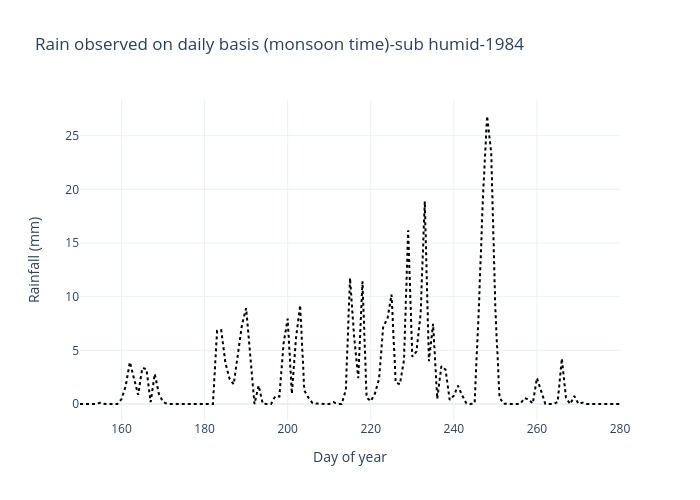 Rain observed on daily basis (monsoon time)-sub humid-1984
25
20
15
10
5
0
Rainfall (mm)
160 180 200 220 240 260 280
Day of year